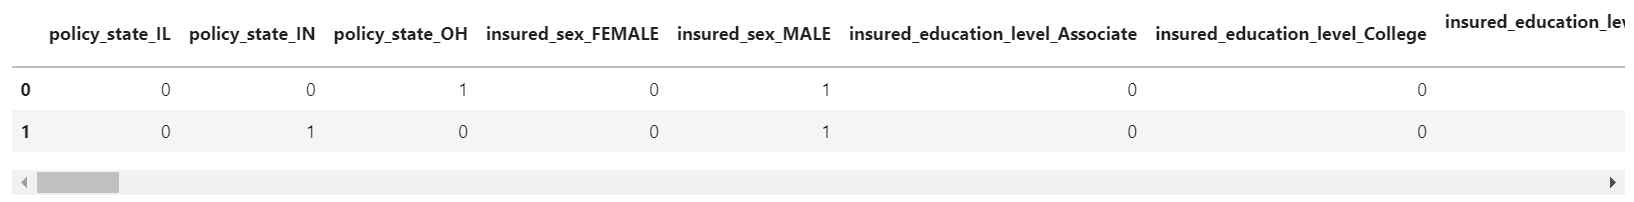 policy_state_IL policy_state_IN policy_state_OH insured_sex_FEMALE insured_sex_MALE insured_education_level_Associate insured_education_level_College
0 0 0 1 0 1 0 0
1 0 1 0 0 1 0 0